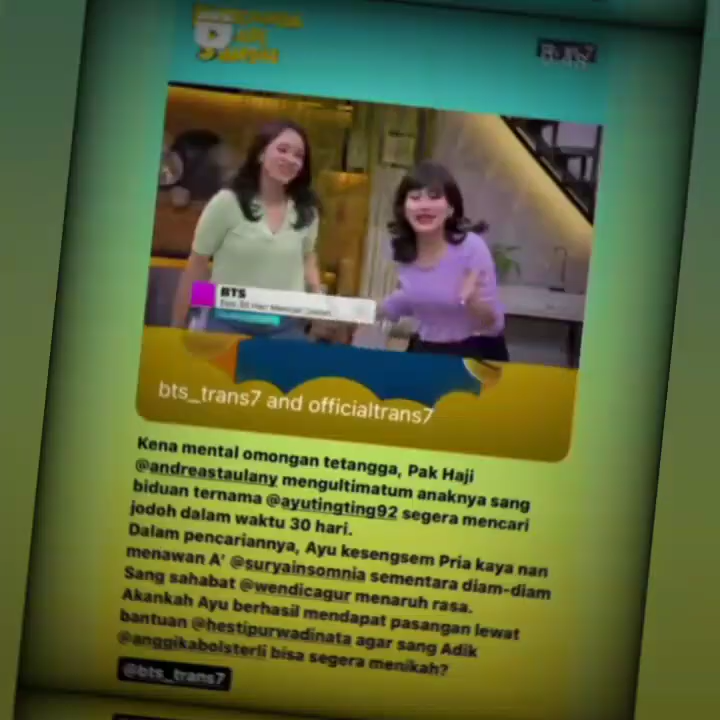 BTS
bts_trans7 and officialtrans7
Kena mental omongan tetangga, Pak Haji
@andreastaulany mengultimatum anaknya sang
biduan ternama @ayutingting92 segera mencari
jodoh dalam waktu 30 hari.
Dalam pencariannya, Ayu kesengsem Pria kaya nan
menawan A' @suryainsomnia sementara diam-diam
Sang sahabat @wendicagur menaruh rasa.
Akankah Ayu berhasil mendapat pasangan lewat
bantuan @hestipurwadinata agar sang Adik
@anggikabolsterli bisa segera menikah?
@bts_trans7